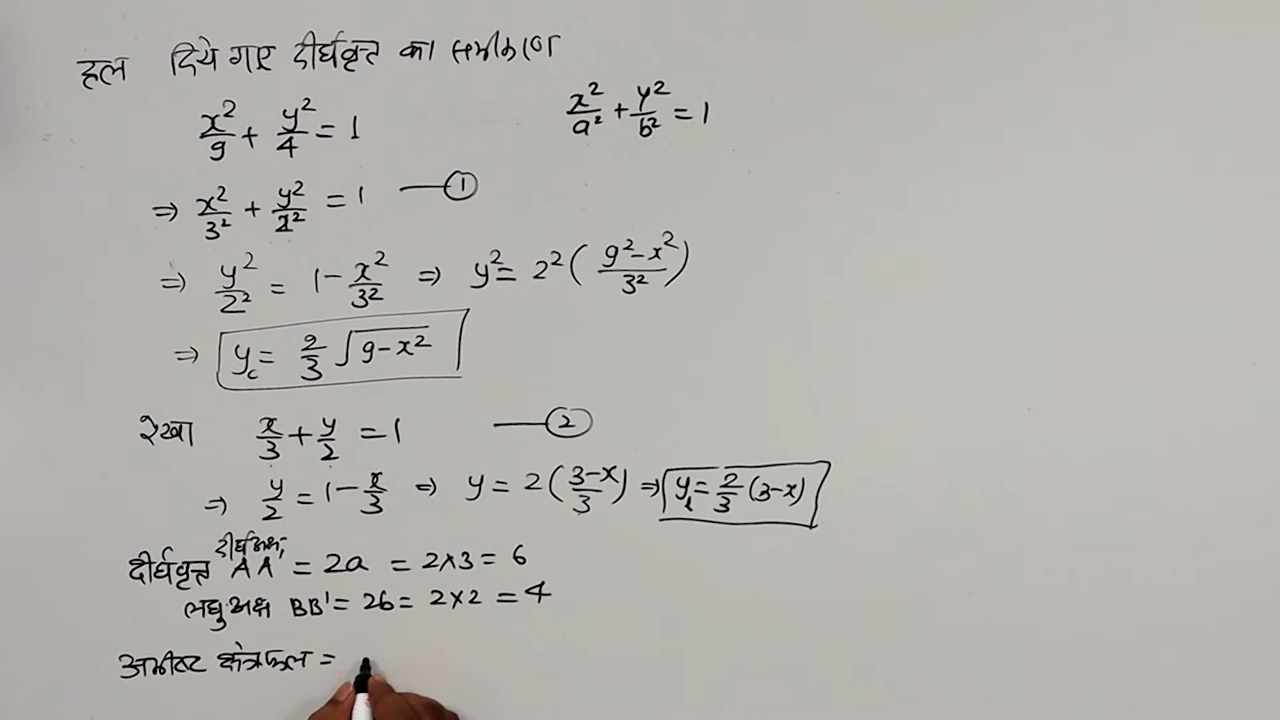 हल दिये गए दीर्घवृत्त का समीकरण
x²/9 + y²/4 = 1
x²/a² + y²/b² = 1
⇒ x²/3² + y²/2² = 1 —— ①
⇒ y²/2² = 1 - x²/3² ⇒ y² = 2² ( 9² - x² / 3² )
⇒ y_c = 2/3 √(9-x²)
रेखा x/3 + y/2 = 1 —— ②
⇒ y/2 = 1 - x/3 ⇒ y = 2 ( 3-x / 3 ) ⇒ y_L = 2/3 (3-x)
दीर्घअक्ष
दीर्घवृत्त AA' = 2a = 2×3 = 6
लघु अक्ष BB' = 2b = 2×2 = 4
अभीष्ट क्षेत्रफल =